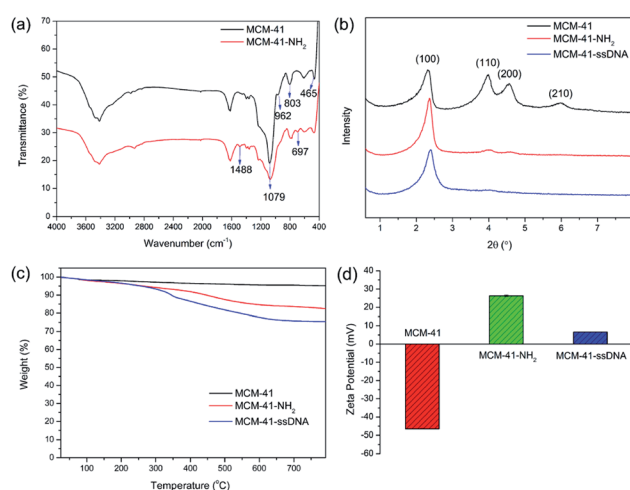 (a)
MCM-41
MCM-41-NH₂
70
60
50
40
30
20
10
0
Transmittance (%)
465
803
962
697
1488
1079
4000 3600 3200 2800 2400 2000 1600 1200 800 400
Wavenumber (cm⁻¹)
(b)
MCM-41
MCM-41-NH₂
MCM-41-ssDNA
(100)
(110)
(200)
(210)
Intensity
1 2 3 4 5 6 7
2θ (°)
(c)
100
95
90
85
80
75
70
65
60
55
50
45
40
Weight (%)
MCM-41
MCM-41-NH₂
MCM-41-ssDNA
100 200 300 400 500 600 700
Temperature (°C)
(d)
40
30
20
10
0
-10
-20
-30
-40
-50
-60
Zeta Potential (mV)
MCM-41
MCM-41-NH₂
MCM-41-ssDNA